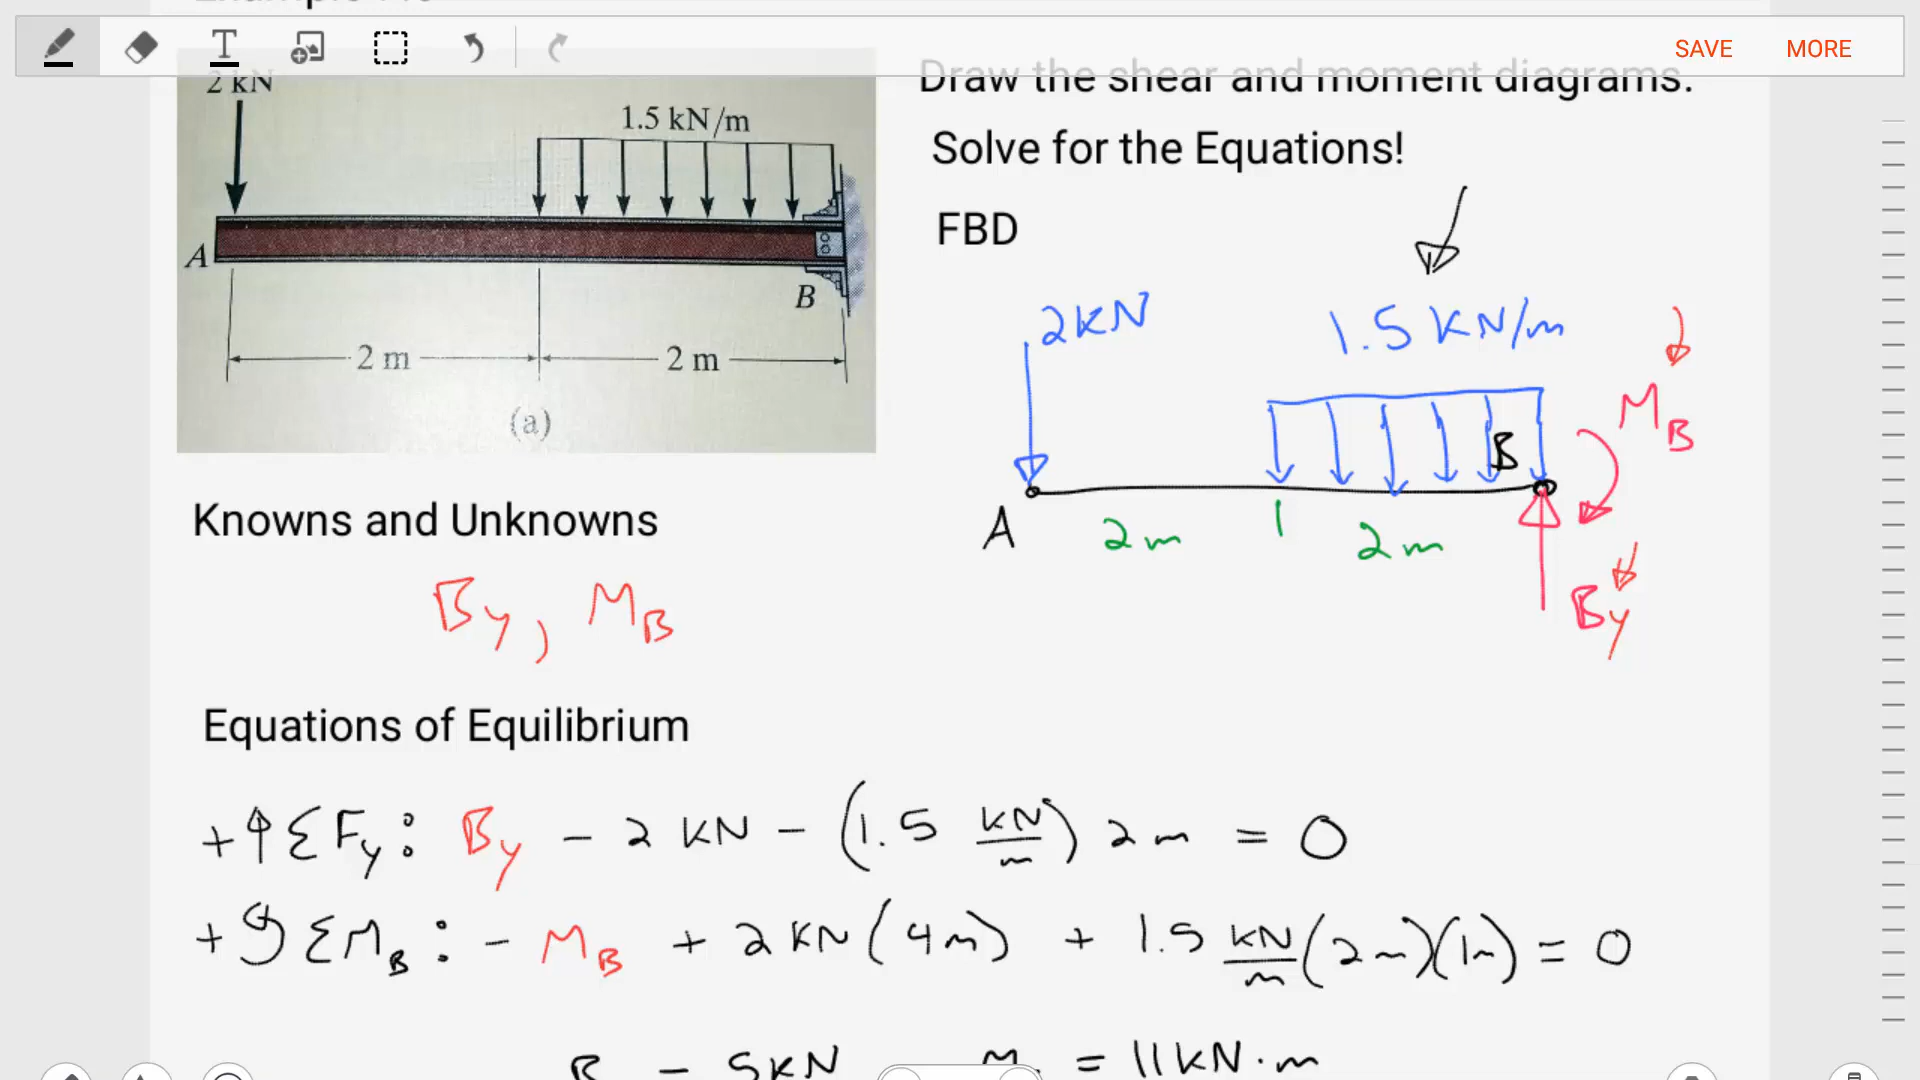 SAVE MORE
2 kN
1.5 kN/m
A
B
2 m 2 m
(a)
Draw the shear and moment diagrams.
Solve for the Equations!
FBD
2kN
1.5 KN/m
MB
B
A
2m 2m
By
Knowns and Unknowns
By, MB
Equations of Equilibrium
+↑ΣFy: By - 2 KN - (1.5 KN/m) 2m = 0
+↺ΣMB: - MB + 2KN(4m) + 1.5 KN/m (2m)(1m) = 0
= 5KN = 11KN·m